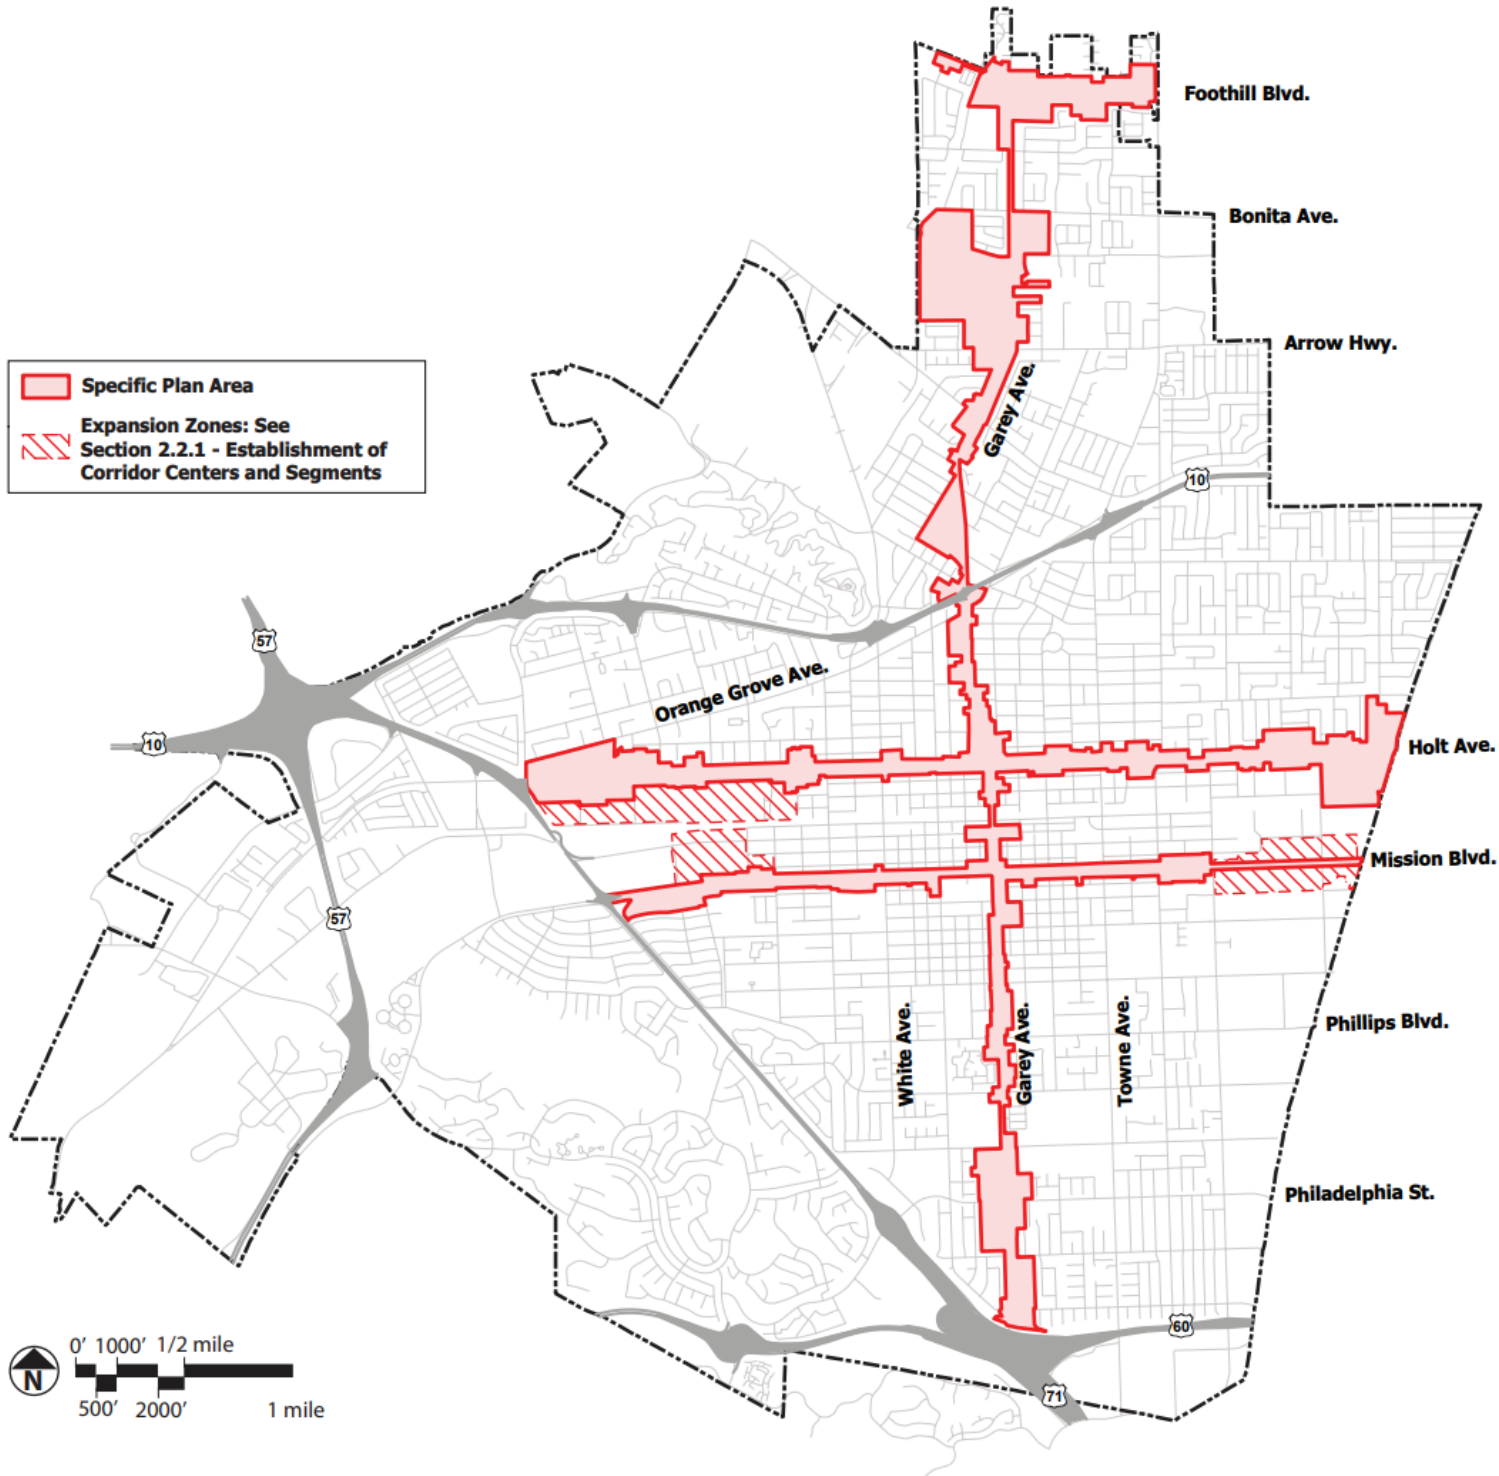 Foothill Blvd.
Bonita Ave.
Arrow Hwy.
Specific Plan Area
Expansion Zones: See
Section 2.2.1 - Establishment of
Corridor Centers and Segments
Garey Ave.
10
57
Orange Grove Ave.
10
Holt Ave.
Mission Blvd.
57
White Ave.
Garey Ave.
Towne Ave.
Phillips Blvd.
Philadelphia St.
60
0' 1000' 1/2 mile
N
500' 2000' 1 mile
71